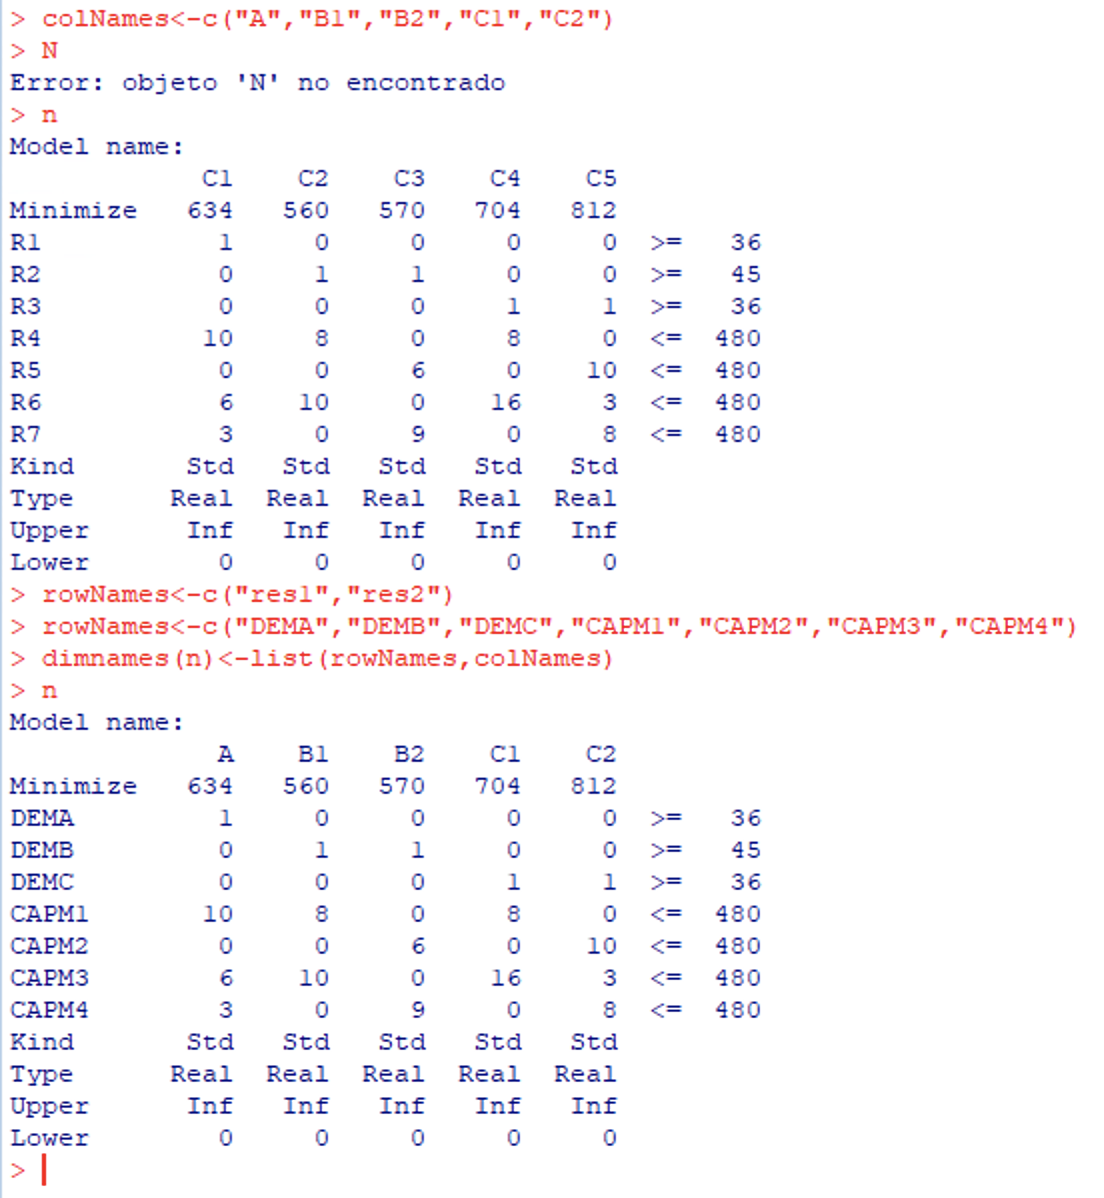 > colNames<-c("A","B1","B2","C1","C2")
> N
Error: objeto 'N' no encontrado
> n
Model name:
           C1    C2    C3    C4    C5
Minimize  634   560   570   704   812
R1          1     0     0     0     0  >=   36
R2          0     1     1     0     0  >=   45
R3          0     0     0     1     1  >=   36
R4         10     8     0     8     0  <=  480
R5          0     0     6     0    10  <=  480
R6          6    10     0    16     3  <=  480
R7          3     0     9     0     8  <=  480
Kind      Std   Std   Std   Std   Std
Type     Real  Real  Real  Real  Real
Upper     Inf   Inf   Inf   Inf   Inf
Lower       0     0     0     0     0
> rowNames<-c("res1","res2")
> rowNames<-c("DEMA","DEMB","DEMC","CAPM1","CAPM2","CAPM3","CAPM4")
> dimnames(n)<-list(rowNames,colNames)
> n
Model name:
            A    B1    B2    C1    C2
Minimize  634   560   570   704   812
DEMA        1     0     0     0     0  >=   36
DEMB        0     1     1     0     0  >=   45
DEMC        0     0     0     1     1  >=   36
CAPM1      10     8     0     8     0  <=  480
CAPM2       0     0     6     0    10  <=  480
CAPM3       6    10     0    16     3  <=  480
CAPM4       3     0     9     0     8  <=  480
Kind      Std   Std   Std   Std   Std
Type     Real  Real  Real  Real  Real
Upper     Inf   Inf   Inf   Inf   Inf
Lower       0     0     0     0     0
>